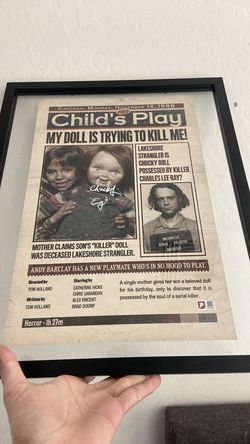 CHICAGO, MONDAY, NOVEMBER 14, 1988
Child's Play
MY DOLL IS TRYING TO KILL ME!
LAKESHORE
STRANGLER IS
CHUCKY DOLL
POSSESSED BY KILLER
CHARLES LEE RAY?
Chucky
MOTHER CLAIMS SON'S "KILLER" DOLL
WAS DECEASED LAKESHORE STRANGLER.
ANDY BARCLAY HAS A NEW PLAYMATE WHO'S IN NO MOOD TO PLAY.
Directed by
TOM HOLLAND
Written by
TOM HOLLAND
Starring by
CATHERINE HICKS
CHRIS SARANDON
ALEX VINCENT
BRAD DOURIF
A single mother gives her son a beloved doll
for his birthday, only to discover that it is
possessed by the soul of a serial killer.
Horror - 1h 27m